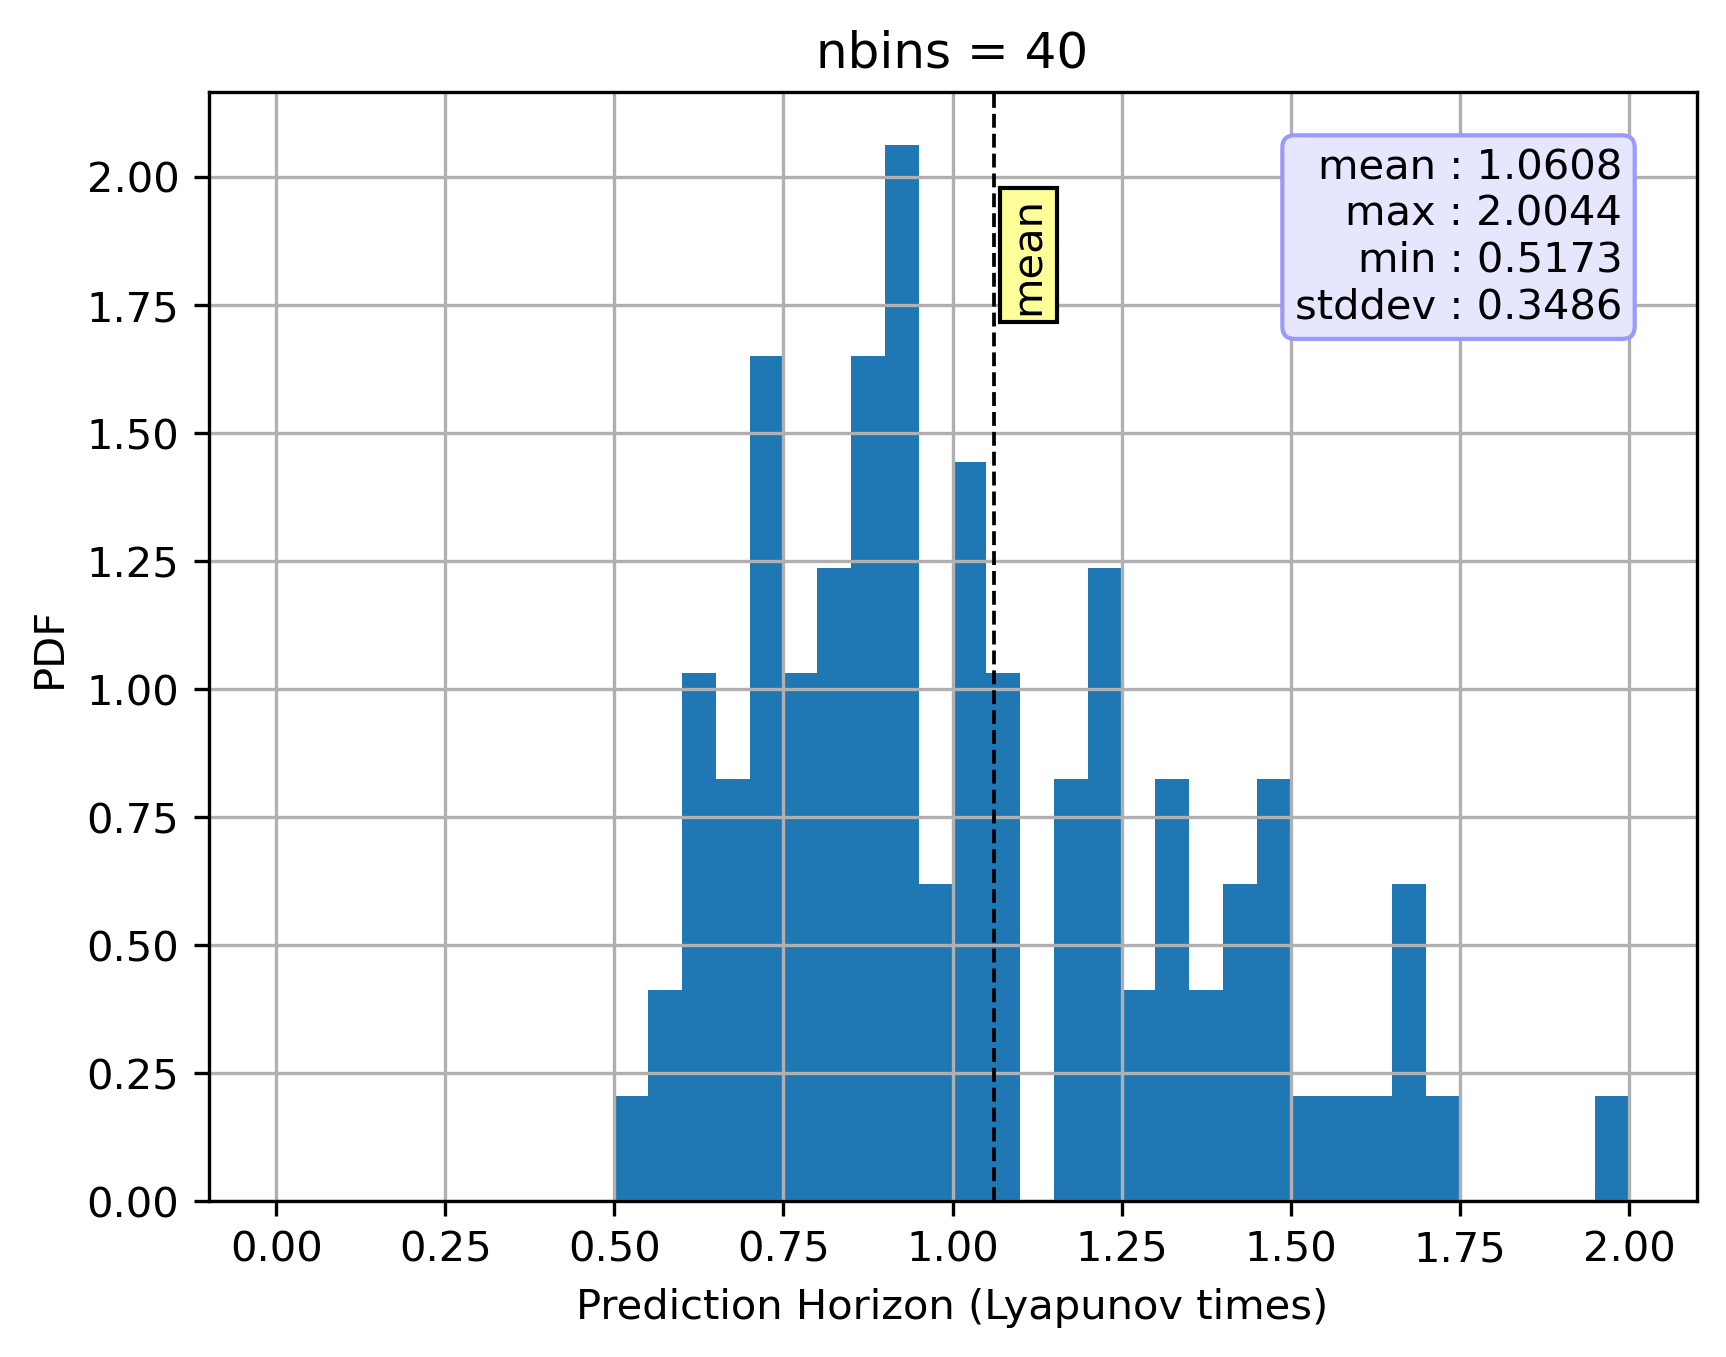 nbins = 40
2.00
1.75
1.50
1.25
1.00
0.75
0.50
0.25
0.00
PDF
mean
mean : 1.0608
max : 2.0044
min : 0.5173
stddev : 0.3486
0.00 0.25 0.50 0.75 1.00 1.25 1.50 1.75 2.00
Prediction Horizon (Lyapunov times)